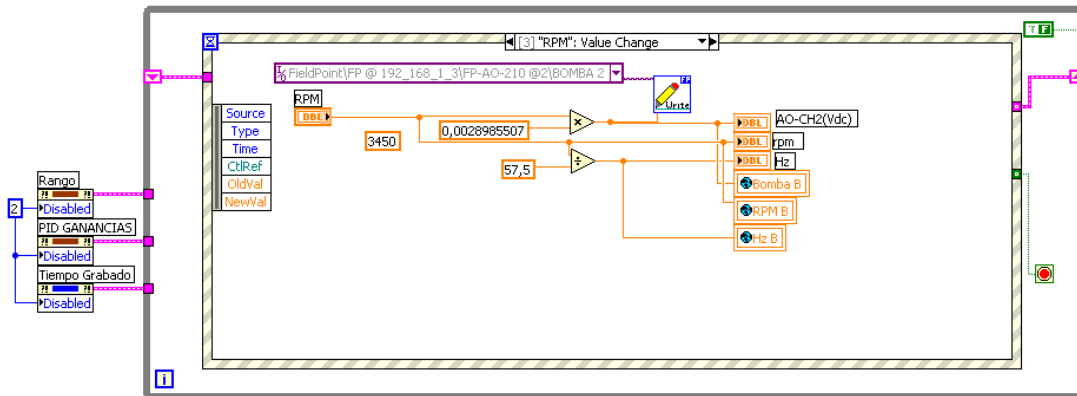 [3] "RPM": Value Change
T F
I/O FieldPoint\FP @ 192_168_1_3\FP-AO-210 @2\BOMBA 2
FP
Write
RPM
DBL
Source
Type
Time
CtlRef
OldVal
NewVal
3450
0,0028985507
×
57,5
÷
DBL AO-CH2(Vdc)
DBL rpm
DBL Hz
Bomba B
RPM B
Hz B
Rango
?! ?!
Disabled
2
PID GANANCIAS
?! ?!
Disabled
Tiempo Grabado
?! ?!
Disabled
i